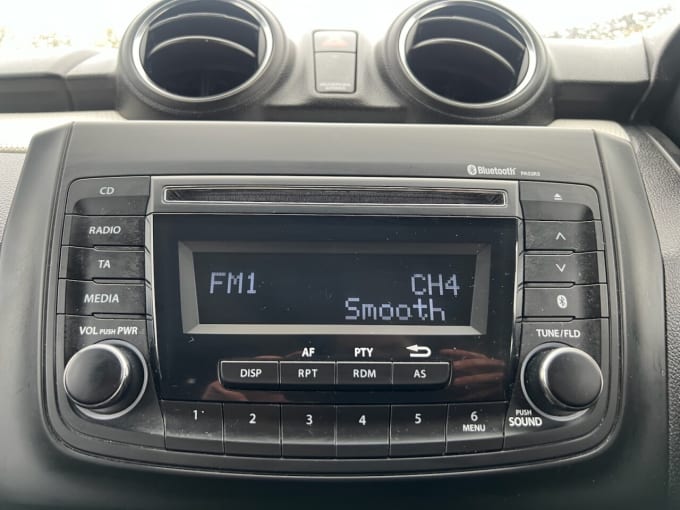 Bluetooth PA03R5
CD
RADIO
TA
MEDIA
VOL PUSH PWR
FM1 CH4
Smooth
AF PTY
DISP RPT RDM AS
TUNE/FLD
1 2 3 4 5 6
MENU
PUSH
SOUND